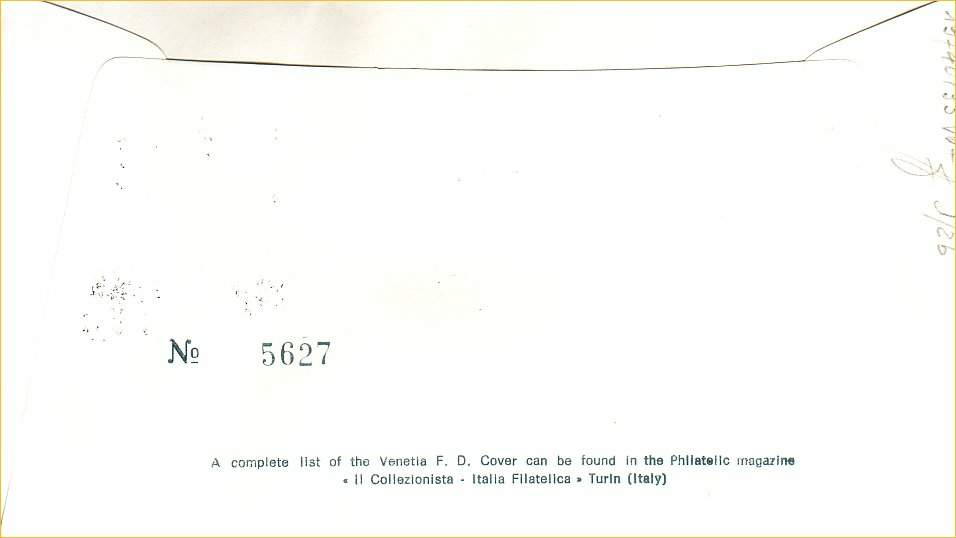 Nº 5627
A complete list of the Venetia F. D. Cover can be found in the Philatelic magazine
« Il Collezionista - Italia Filatelica » Turin (Italy)